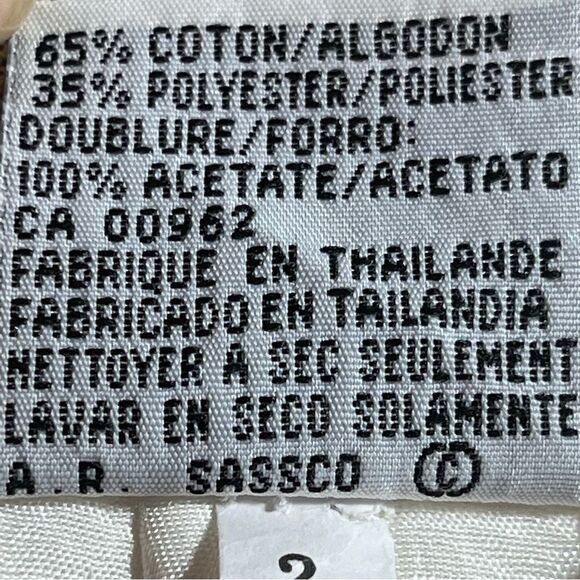 65% COTON/ALGODON
35% POLYESTER/POLIESTER
DOUBLURE/FORRO:
100% ACETATE/ACETATO
CA 00962
FABRIQUE EN THAILANDE
FABRICADO EN TAILANDIA
NETTOYER A SEC SEULEMENT
LAVAR EN SECO SOLAMENTE
A.R. SASSCO ©
2